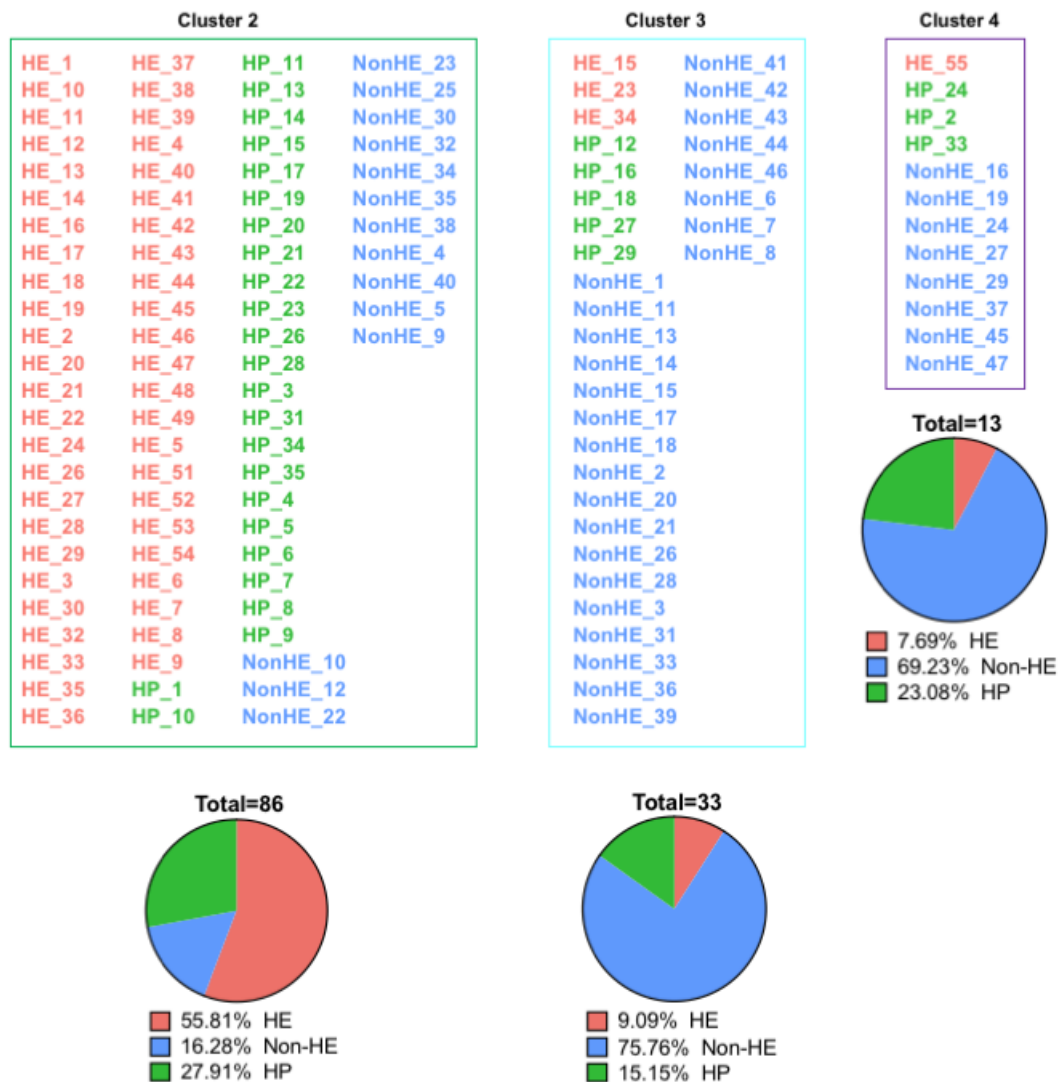 Cluster 2
HE_1 HE_37 HP_11 NonHE_23
HE_10 HE_38 HP_13 NonHE_25
HE_11 HE_39 HP_14 NonHE_30
HE_12 HE_4 HP_15 NonHE_32
HE_13 HE_40 HP_17 NonHE_34
HE_14 HE_41 HP_19 NonHE_35
HE_16 HE_42 HP_20 NonHE_38
HE_17 HE_43 HP_21 NonHE_4
HE_18 HE_44 HP_22 NonHE_40
HE_19 HE_45 HP_23 NonHE_5
HE_2 HE_46 HP_26 NonHE_9
HE_20 HE_47 HP_28
HE_21 HE_48 HP_3
HE_22 HE_49 HP_31
HE_24 HE_5 HP_34
HE_26 HE_51 HP_35
HE_27 HE_52 HP_4
HE_28 HE_53 HP_5
HE_29 HE_54 HP_6
HE_3 HE_6 HP_7
HE_30 HE_7 HP_8
HE_32 HE_8 HP_9
HE_33 HE_9 NonHE_10
HE_35 HP_1 NonHE_12
HE_36 HP_10 NonHE_22
Total=86
55.81% HE
16.28% Non-HE
27.91% HP
Cluster 3
HE_15 NonHE_41
HE_23 NonHE_42
HE_34 NonHE_43
HP_12 NonHE_44
HP_16 NonHE_46
HP_18 NonHE_6
HP_27 NonHE_7
HP_29 NonHE_8
NonHE_1
NonHE_11
NonHE_13
NonHE_14
NonHE_15
NonHE_17
NonHE_18
NonHE_2
NonHE_20
NonHE_21
NonHE_26
NonHE_28
NonHE_3
NonHE_31
NonHE_33
NonHE_36
NonHE_39
Total=33
9.09% HE
75.76% Non-HE
15.15% HP
Cluster 4
HE_55
HP_24
HP_2
HP_33
NonHE_16
NonHE_19
NonHE_24
NonHE_27
NonHE_29
NonHE_37
NonHE_45
NonHE_47
Total=13
7.69% HE
69.23% Non-HE
23.08% HP